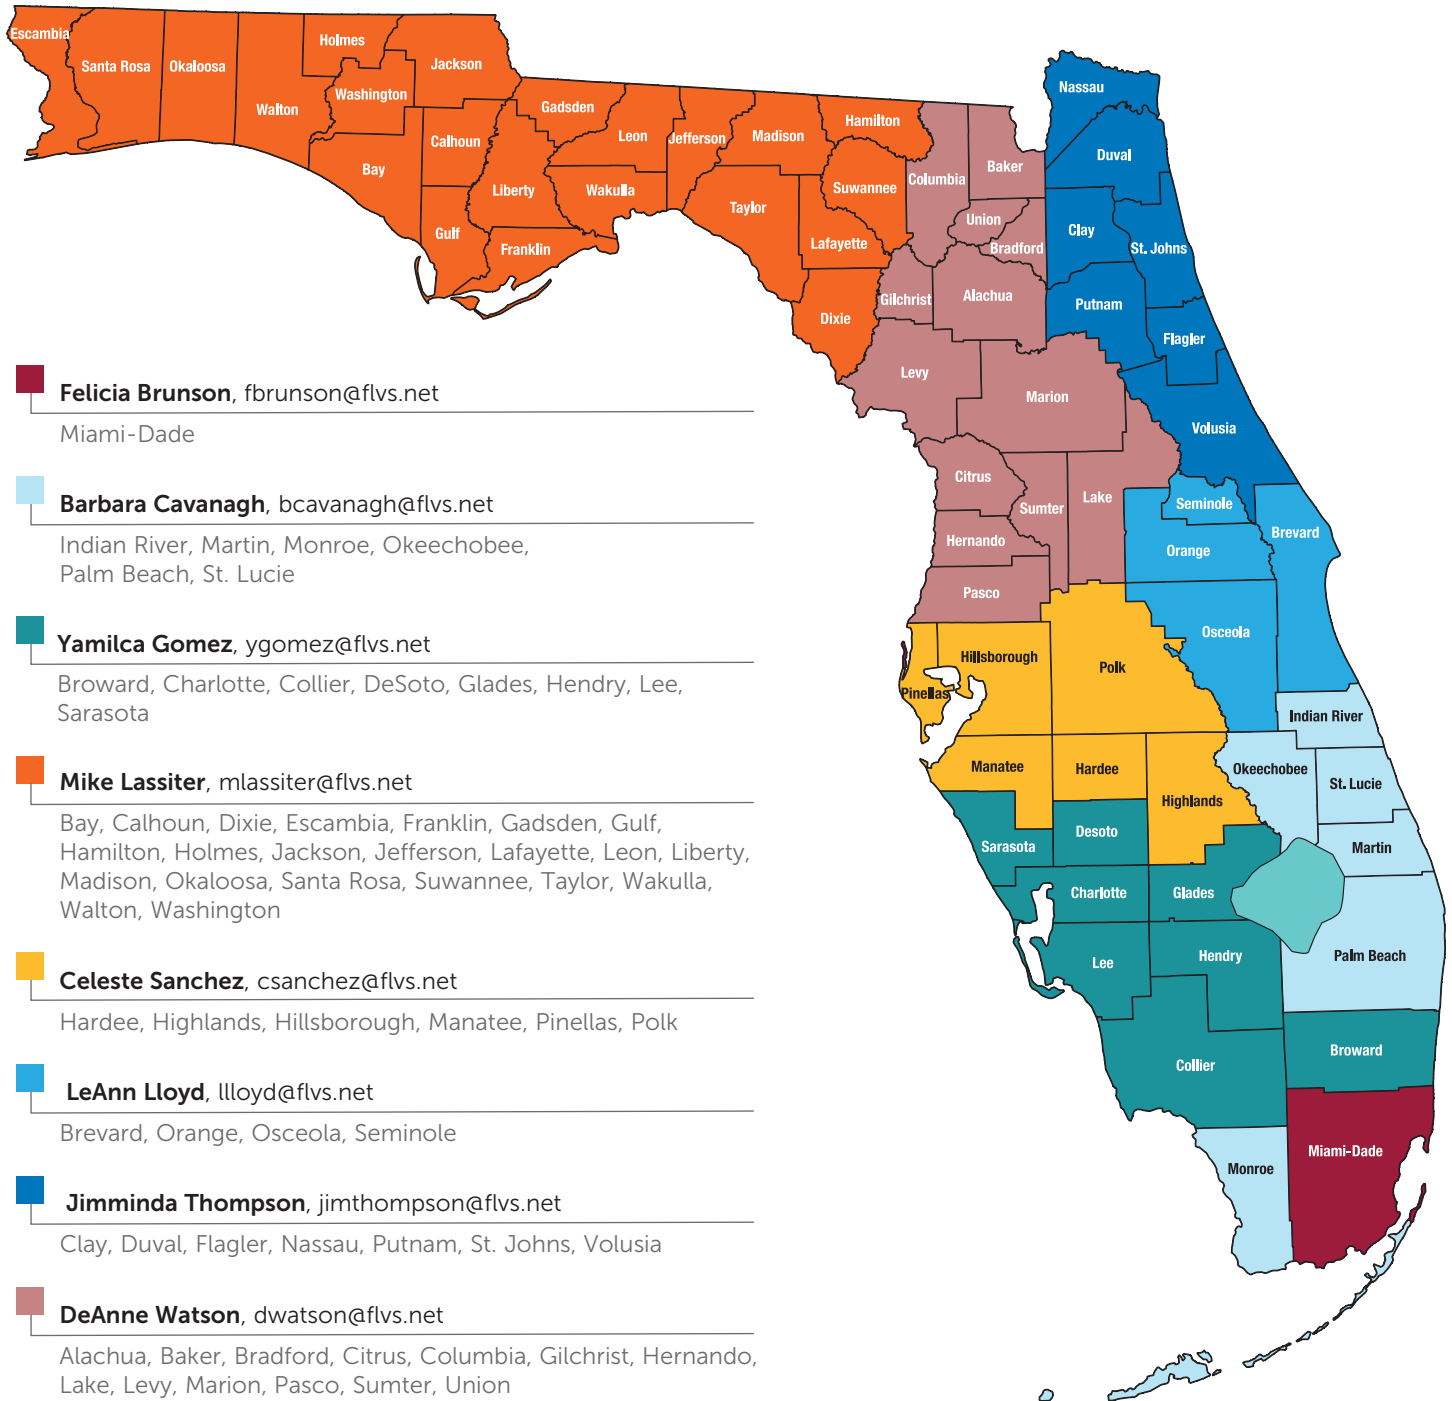 Escambia
Santa Rosa
Okaloosa
Walton
Holmes
Washington
Jackson
Bay
Calhoun
Gulf
Liberty
Franklin
Gadsden
Leon
Wakulla
Jefferson
Madison
Taylor
Hamilton
Suwannee
Lafayette
Dixie
Columbia
Baker
Union
Bradford
Gilchrist
Alachua
Levy
Marion
Citrus
Sumter
Lake
Hernando
Pasco
Nassau
Duval
Clay
St. Johns
Putnam
Flagler
Volusia
Seminole
Orange
Brevard
Osceola
Hillsborough
Pinellas
Polk
Manatee
Hardee
Highlands
Indian River
Okeechobee
St. Lucie
Martin
Palm Beach
Sarasota
Desoto
Charlotte
Glades
Lee
Hendry
Collier
Broward
Monroe
Miami-Dade
Felicia Brunson, fbrunson@flvs.net
Miami-Dade
Barbara Cavanagh, bcavanagh@flvs.net
Indian River, Martin, Monroe, Okeechobee,
Palm Beach, St. Lucie
Yamilca Gomez, ygomez@flvs.net
Broward, Charlotte, Collier, DeSoto, Glades, Hendry, Lee,
Sarasota
Mike Lassiter, mlassiter@flvs.net
Bay, Calhoun, Dixie, Escambia, Franklin, Gadsden, Gulf,
Hamilton, Holmes, Jackson, Jefferson, Lafayette, Leon, Liberty,
Madison, Okaloosa, Santa Rosa, Suwannee, Taylor, Wakulla,
Walton, Washington
Celeste Sanchez, csanchez@flvs.net
Hardee, Highlands, Hillsborough, Manatee, Pinellas, Polk
LeAnn Lloyd, llloyd@flvs.net
Brevard, Orange, Osceola, Seminole
Jimminda Thompson, jimthompson@flvs.net
Clay, Duval, Flagler, Nassau, Putnam, St. Johns, Volusia
DeAnne Watson, dwatson@flvs.net
Alachua, Baker, Bradford, Citrus, Columbia, Gilchrist, Hernando,
Lake, Levy, Marion, Pasco, Sumter, Union